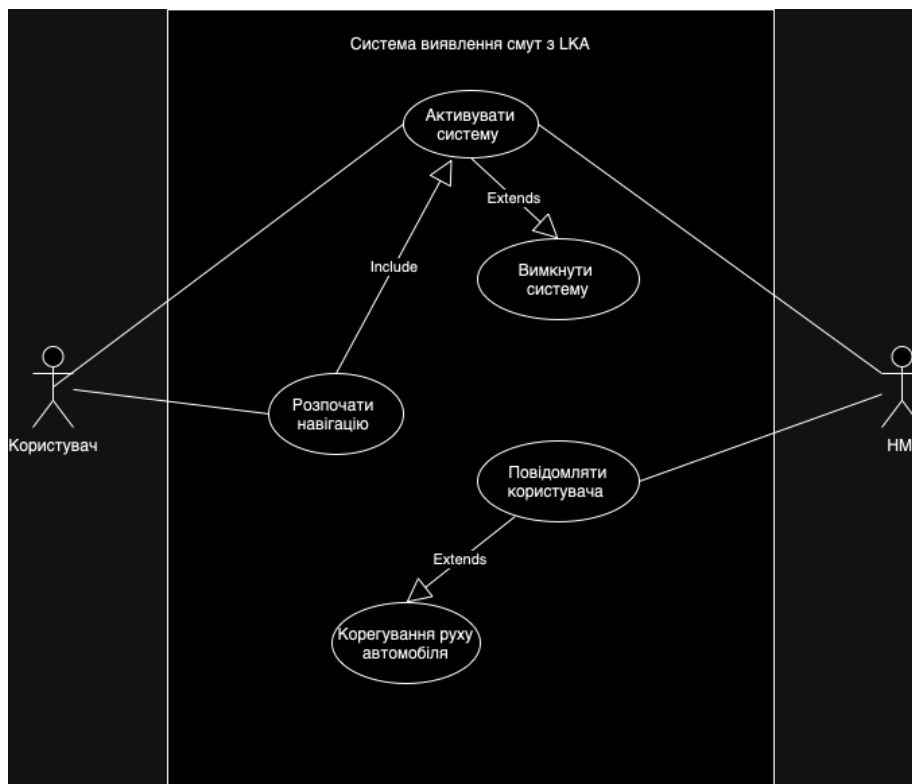 Система виявлення смут з LKA
Активувати
систему
Extends
Вимкнути
систему
Include
Розпочати
навігацію
Користувач
HM
Повідомляти
користувача
Extends
Корегування руху
автомобіля